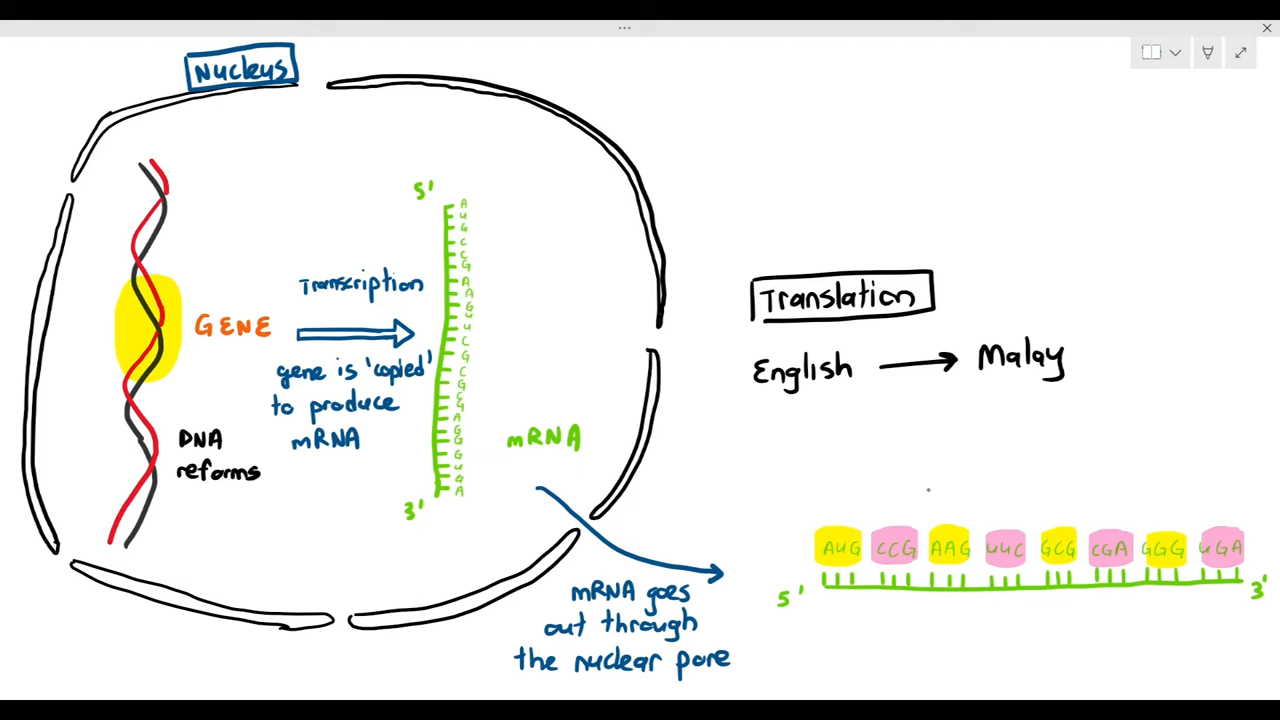 Nucleus
5'
A
U
G
C
C
G
A
A
G
U
U
C
G
C
G
C
G
A
G
G
G
U
G
A
3'
Transcription
GENE
gene is 'copied'
to produce
mRNA
DNA
reforms
mRNA
mRNA goes
out through
the nuclear pore
Translation
English → Malay
AUG CCG AAG UUC GCG CGA GGG UGA
5' 3'